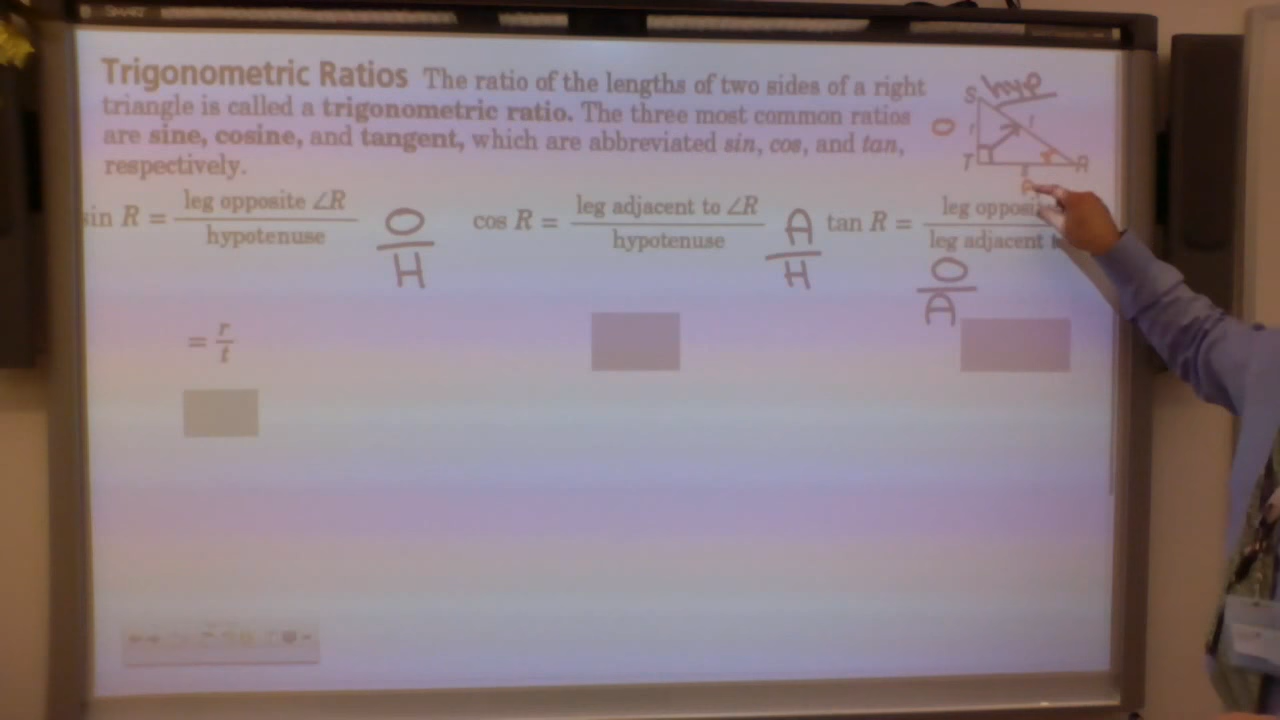 Trigonometric Ratios The ratio of the lengths of two sides of a right
triangle is called a trigonometric ratio. The three most common ratios
are sine, cosine, and tangent, which are abbreviated sin, cos, and tan,
respectively.
S hyp
O
T R
sin R = leg opposite ∠R / hypotenuse
O / H
cos R = leg adjacent to ∠R / hypotenuse
A / H
tan R = leg opposi / leg adjacent
O / A
= r / t